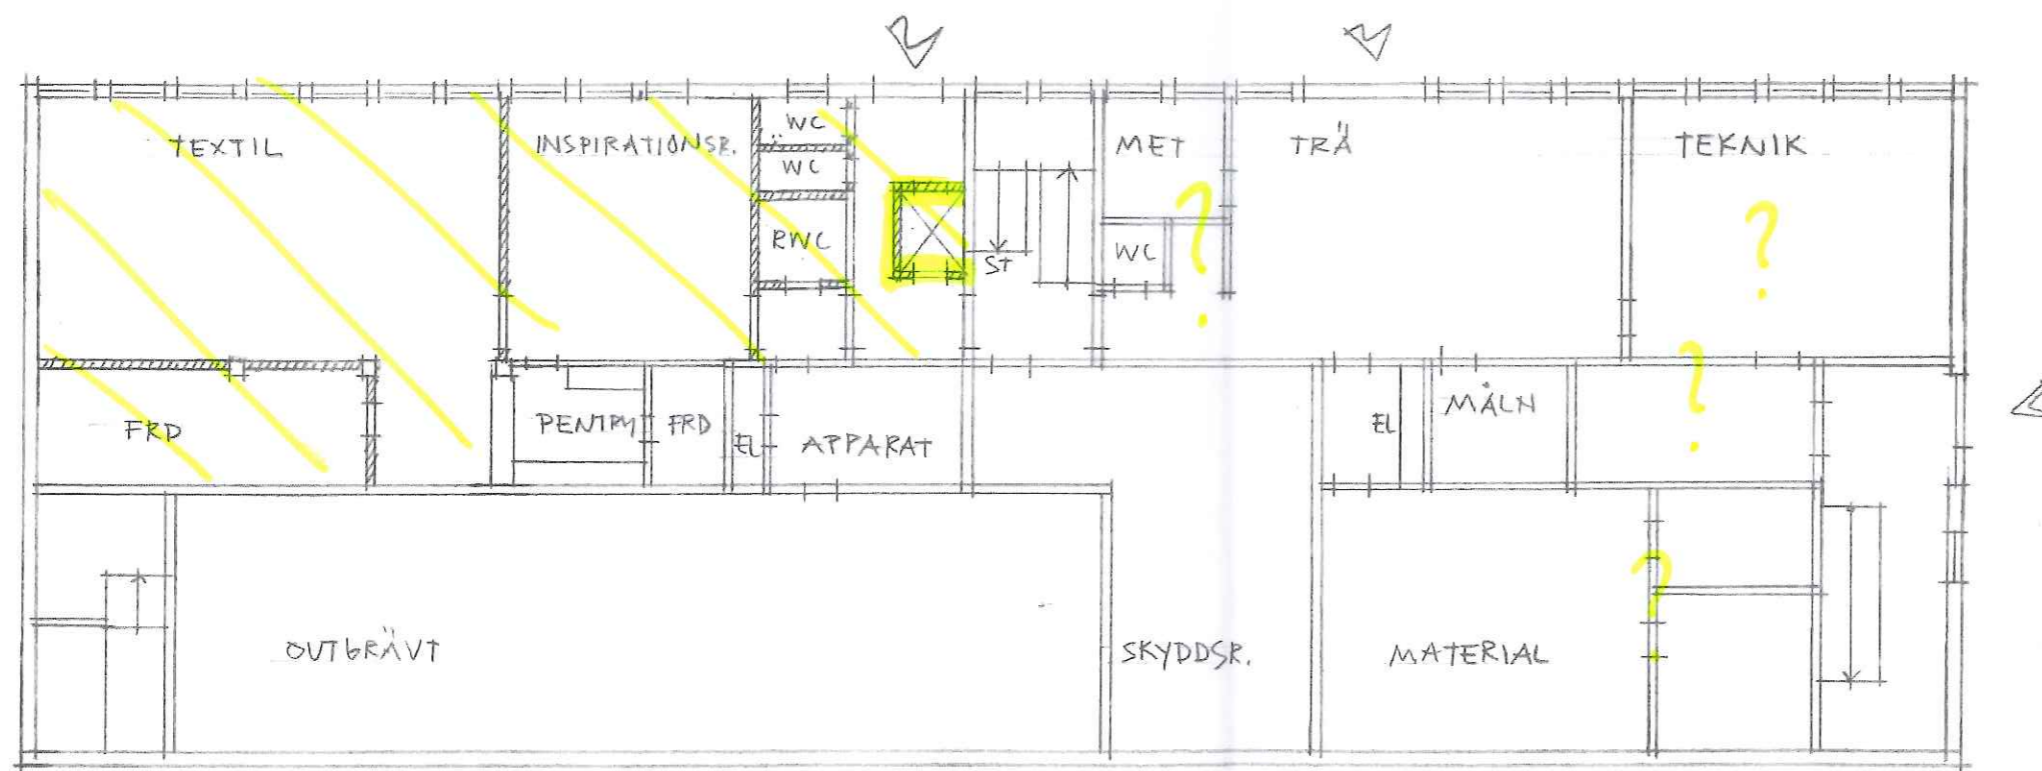 TEXTIL
INSPIRATIONSR.
WC
WC
RWC
ST
MET
WC
TRÄ
TEKNIK
?
?
?
FRD
PENTRY
FRD
EL
APPARAT
EL
MÅLN
?
OUTGRÄVT
SKYDDSR.
MATERIAL